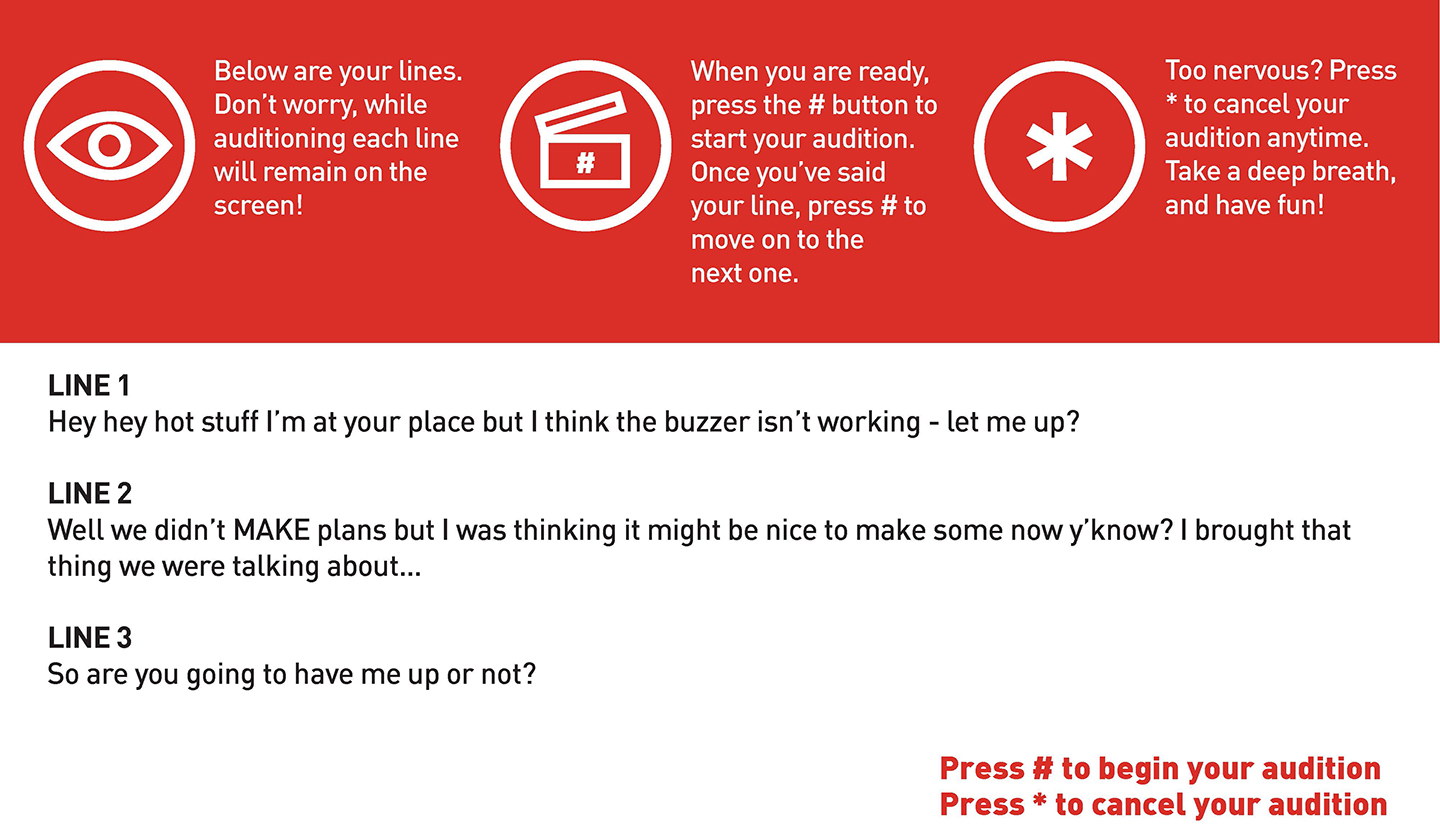 Below are your lines.
Don't worry, while
auditioning each line
will remain on the
screen!
#
When you are ready,
press the # button to
start your audition.
Once you've said
your line, press # to
move on to the
next one.
*
Too nervous? Press
* to cancel your
audition anytime.
Take a deep breath,
and have fun!
LINE 1
Hey hey hot stuff I'm at your place but I think the buzzer isn't working - let me up?
LINE 2
Well we didn't MAKE plans but I was thinking it might be nice to make some now y'know? I brought that
thing we were talking about...
LINE 3
So are you going to have me up or not?
Press # to begin your audition
Press * to cancel your audition